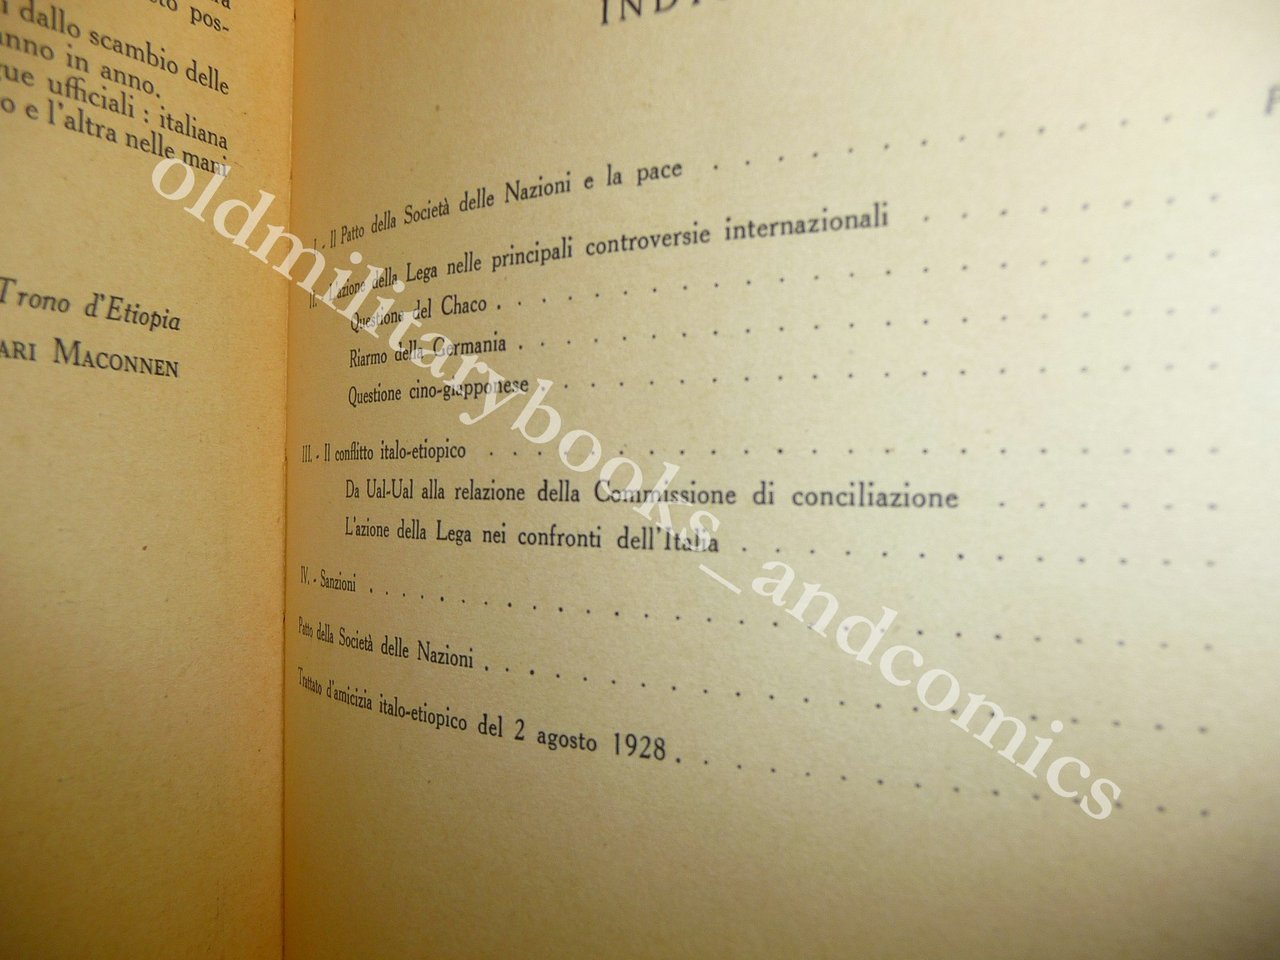 pos-
dallo scambio delle
anno in anno.
ufficiali : italiana
o e l'altra nelle mani
Trono d'Etiopia
MACONNEN
I. - Il Patto della Società delle Nazioni e la pace
II. - L'azione della Lega nelle principali controversie internazionali
Questione del Chaco
Riarmo della Germania
Questione cino-giapponese
III. - Il conflitto italo-etiopico
Da Ual-Ual alla relazione della Commissione di conciliazione
L'azione della Lega nei confronti dell'Italia
IV. - Sanzioni
Patto della Società delle Nazioni
Trattato d'amicizia italo-etiopico del 2 agosto 1928
oldmilitarybooks_andcomics